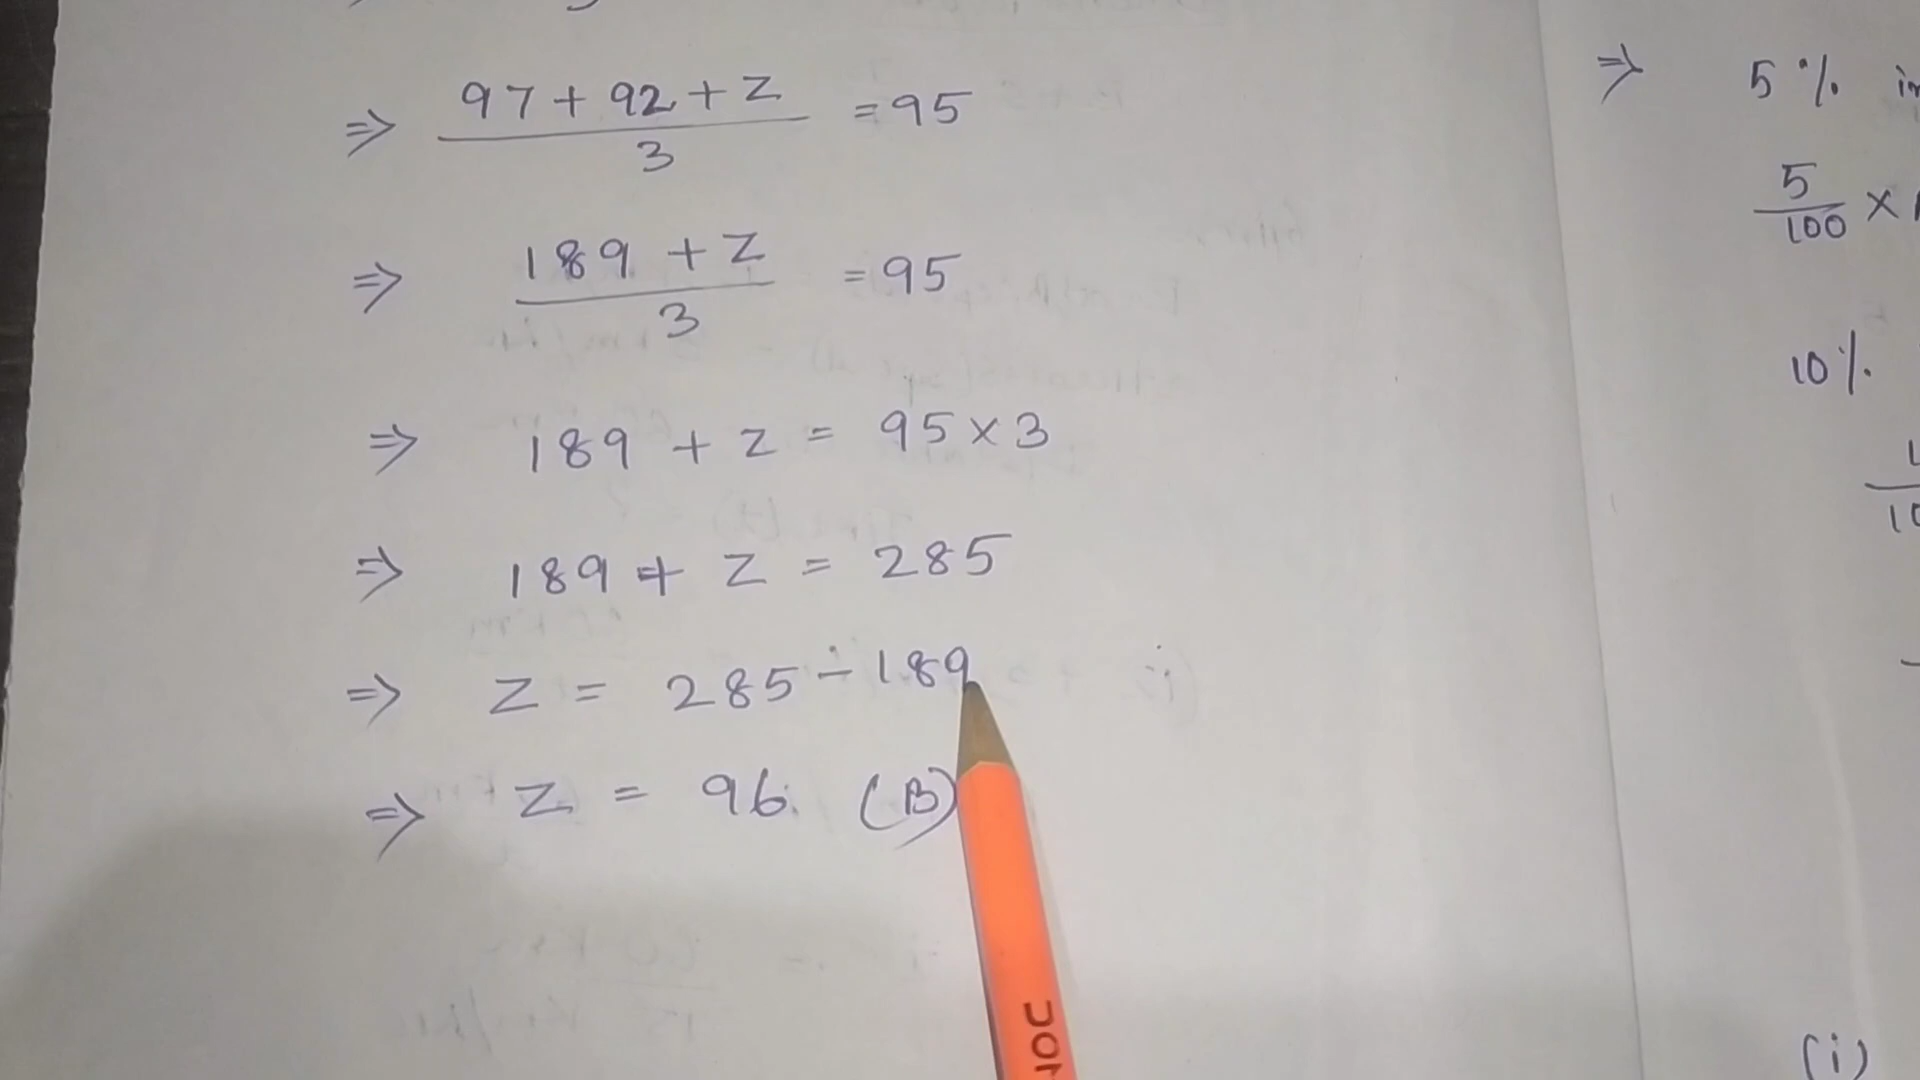 ⇒ 97 + 92 + Z / 3 = 95
⇒ 189 + Z / 3 = 95
⇒ 189 + Z = 95 × 3
⇒ 189 + Z = 285
⇒ Z = 285 - 189
⇒ Z = 96. (B)
⇒ 5%
5/100 ×
10%
(i)